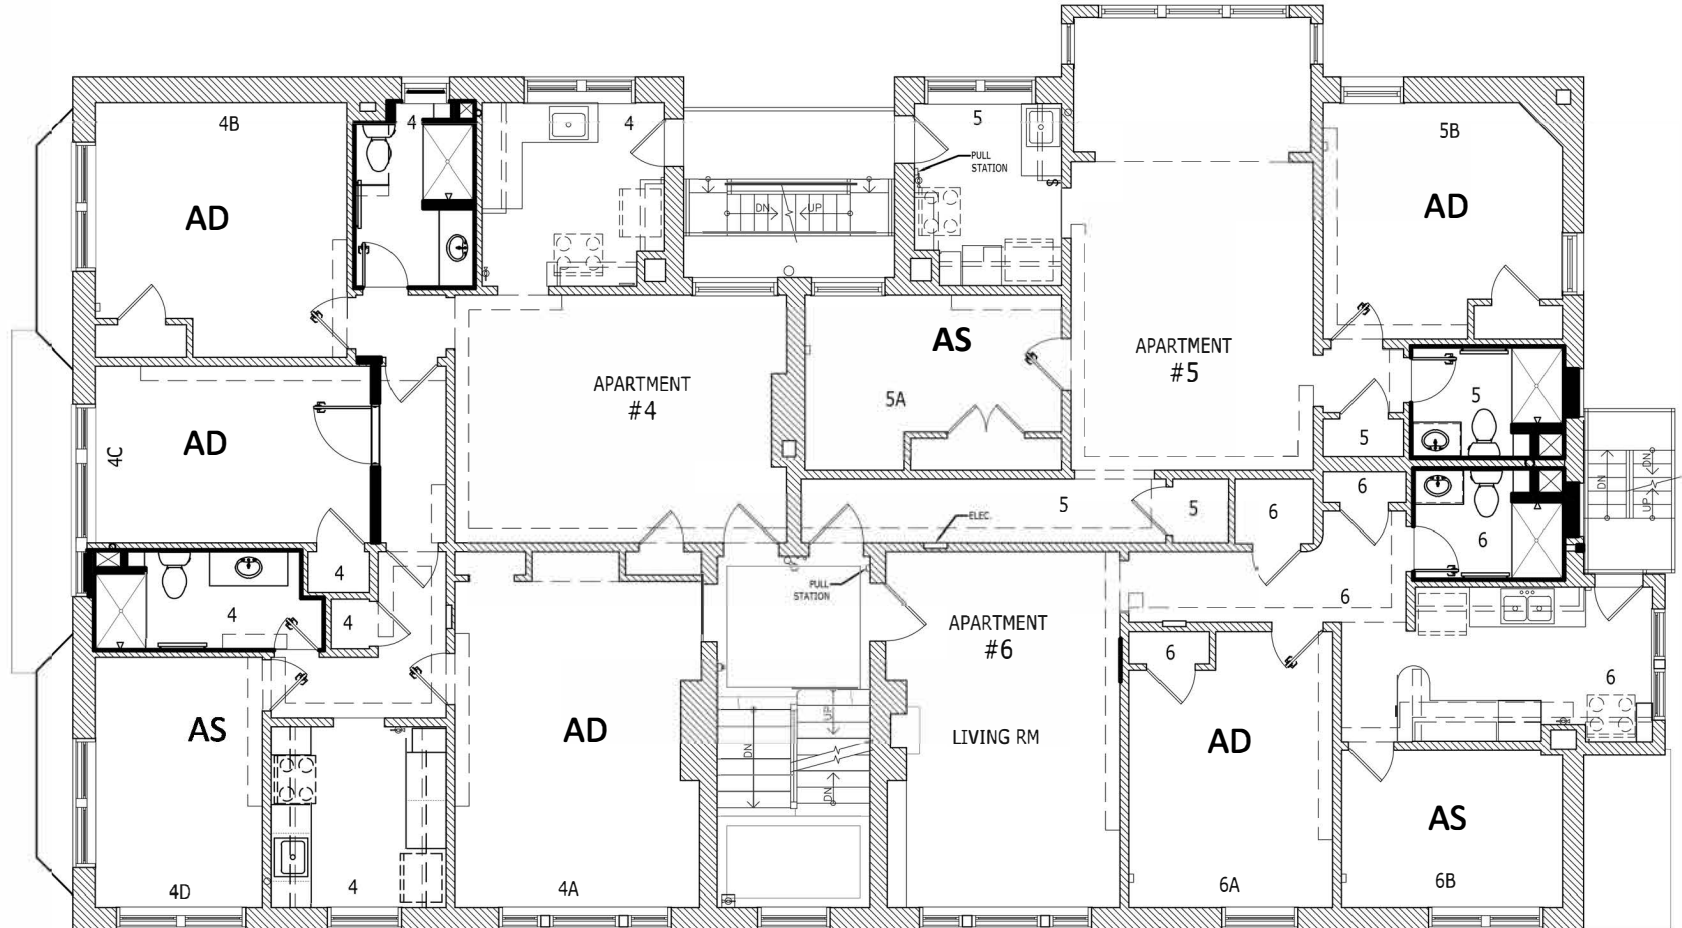 4B
4
4
5
5B
PULL
STATION
S
AD
DN
UP
AD
AS
APARTMENT
#5
APARTMENT
#4
5A
5
5
4C
AD
DN
DN
UP
6
5
5
6
ELEC.
6
4
PULL
STATION
6
4
4
APARTMENT
#6
6
AS
AD
UP
DN
DN
LIVING RM
AD
6
AS
4D
4
4A
6A
6B